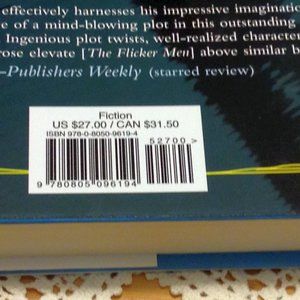 effectively harnesses his impressive imaginatio
e of a mind-blowing plot in this outstanding
Ingenious plot twists, well-realized character
rose elevate [The Flicker Men] above similar b
—Publishers Weekly (starred review)
Fiction
US $27.00 / CAN $31.50
ISBN 978-0-8050-9619-4
52700>
9 780805 096194